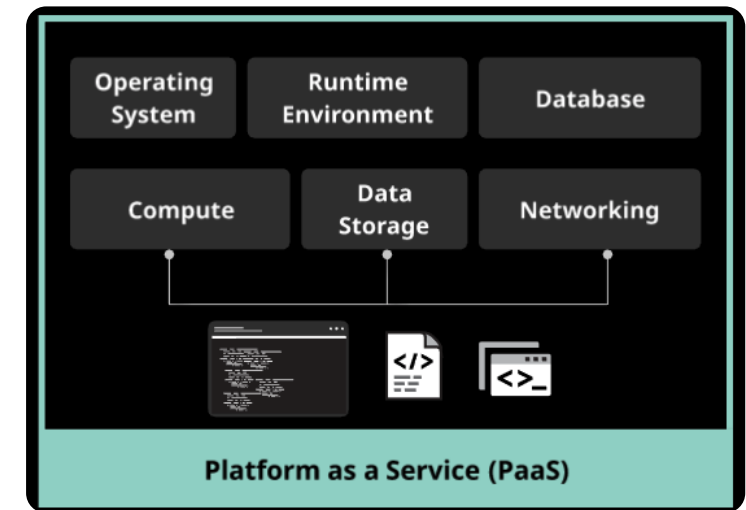 Operating
System
Runtime
Environment
Database
Compute
Data
Storage
Networking
</>
<>_
Platform as a Service (PaaS)